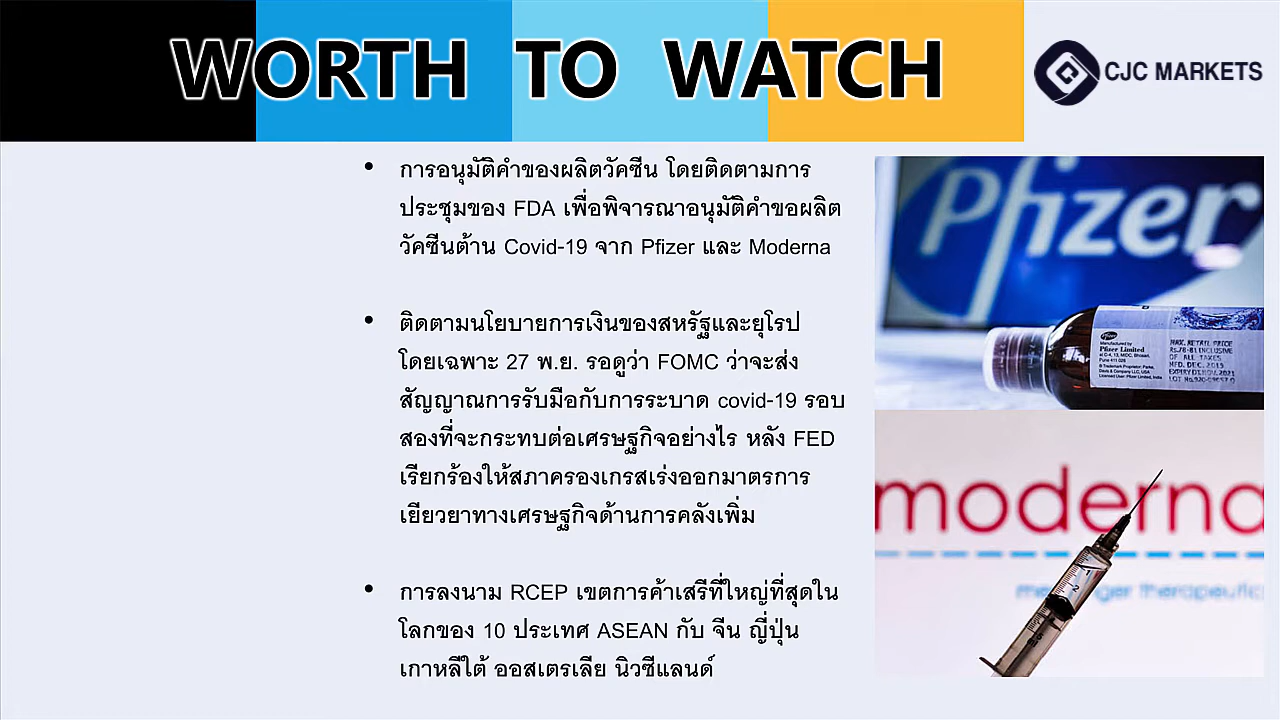 WORTH TO WATCH
CJC MARKETS
• การอนุมัติคำของผลิตวัคซีน โดยติดตามการ
ประชุมของ FDA เพื่อพิจารณาอนุมัติคำขอผลิต
วัคซีนต้าน Covid-19 จาก Pfizer และ Moderna
• ติดตามนโยบายการเงินของสหรัฐและยุโรป
โดยเฉพาะ 27 พ.ย. รอดูว่า FOMC ว่าจะส่ง
สัญญาณการรับมือกับการระบาด covid-19 รอบ
สองที่จะกระทบต่อเศรษฐกิจอย่างไร หลัง FED
เรียกร้องให้สภาครองเกรสเร่งออกมาตรการ
เยียวยาทางเศรษฐกิจด้านการคลังเพิ่ม
• การลงนาม RCEP เขตการค้าเสรีที่ใหญ่ที่สุดใน
โลกของ 10 ประเทศ ASEAN กับ จีน ญี่ปุ่น
เกาหลีใต้ ออสเตรเลีย นิวซีแลนด์
Pfizer
Pfizer
Manufactured by
Pfizer Limited
MAX. RETAIL PRICE
OF ALL TAXES
MFD. DEC. 2015
moderna